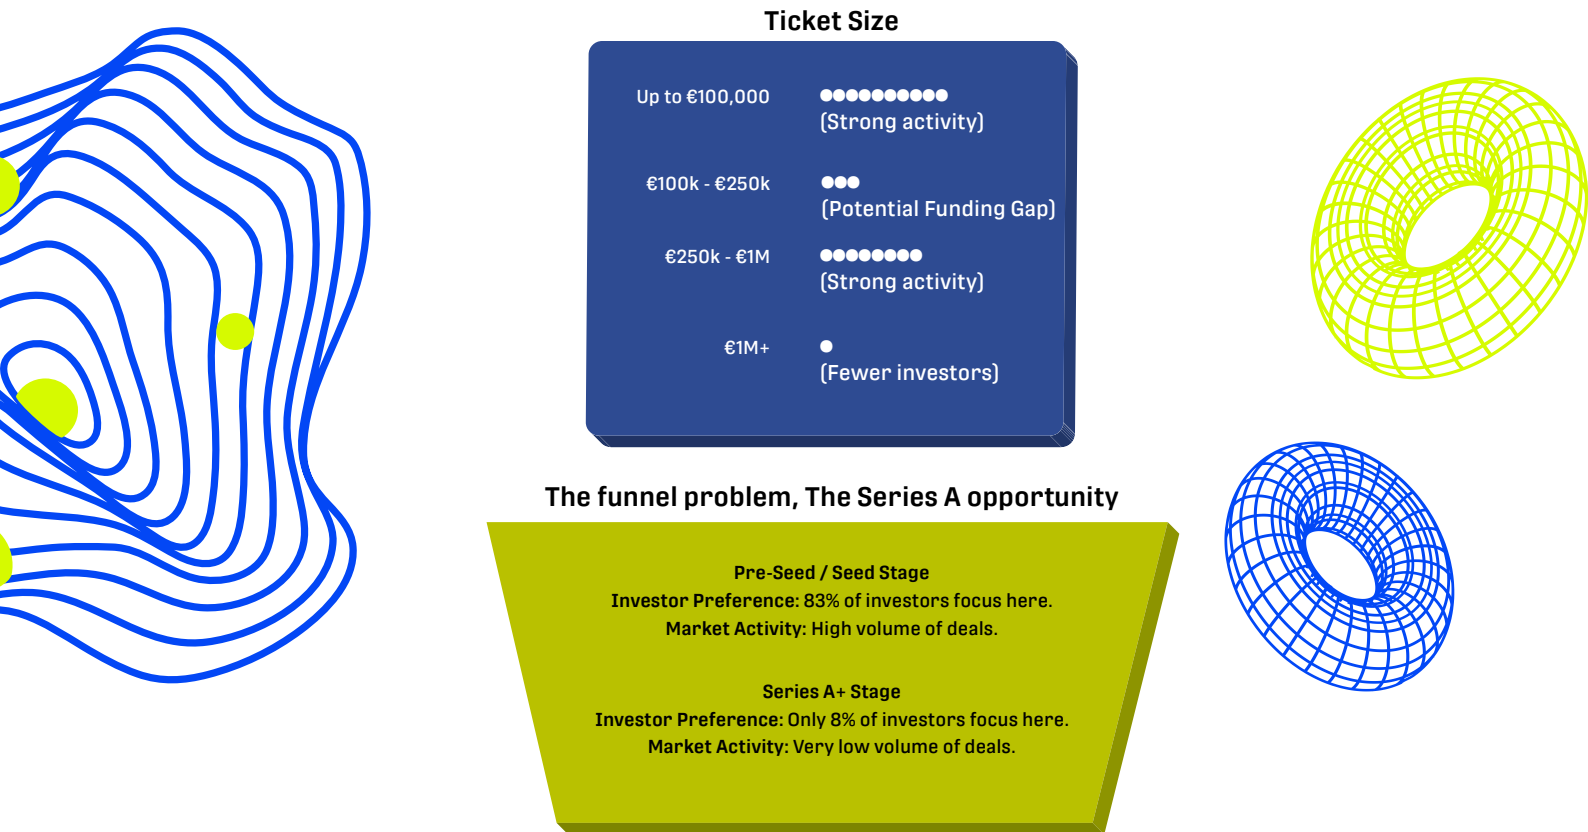 Ticket Size
Up to €100,000
(Strong activity)
€100k - €250k
(Potential Funding Gap)
€250k - €1M
(Strong activity)
€1M+
(Fewer investors)
The funnel problem, The Series A opportunity
Pre-Seed / Seed Stage
Investor Preference: 83% of investors focus here.
Market Activity: High volume of deals.
Series A+ Stage
Investor Preference: Only 8% of investors focus here.
Market Activity: Very low volume of deals.